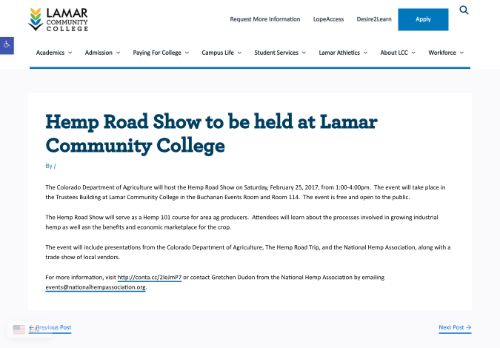 LAMAR
COMMUNITY
COLLEGE
Request More Information LopeAccess Desire2Learn Apply
Academics Admission Paying For College Campus Life Student Services Lamar Athletics About LCC Workforce
Hemp Road Show to be held at Lamar
Community College
By /
The Colorado Department of Agriculture will host the Hemp Road Show on Saturday, February 25, 2017, from 1:00-4:00pm. The event will take place
in the Trustees Building at Lamar Community College in the Buchanan Events Room and Room 114. The event is free and open to the public.
The Hemp Road Show will serve as a Hemp 101 course for area ag producers. Attendees will learn about the processes involved in growing industrial
hemp as well asn the benefits and economic marketplace for the crop.
The event will include presentations from the Colorado Department of Agriculture, The Hemp Road Trip, and the National Hemp Association, along with a
trade show of local vendors.
For more information, visit http://conta.cc/2loJmP7 or contact Gretchen Dudon from the National Hemp Association by emailing
events@nationalhempassociation.org.
← Previous Post Next Post →